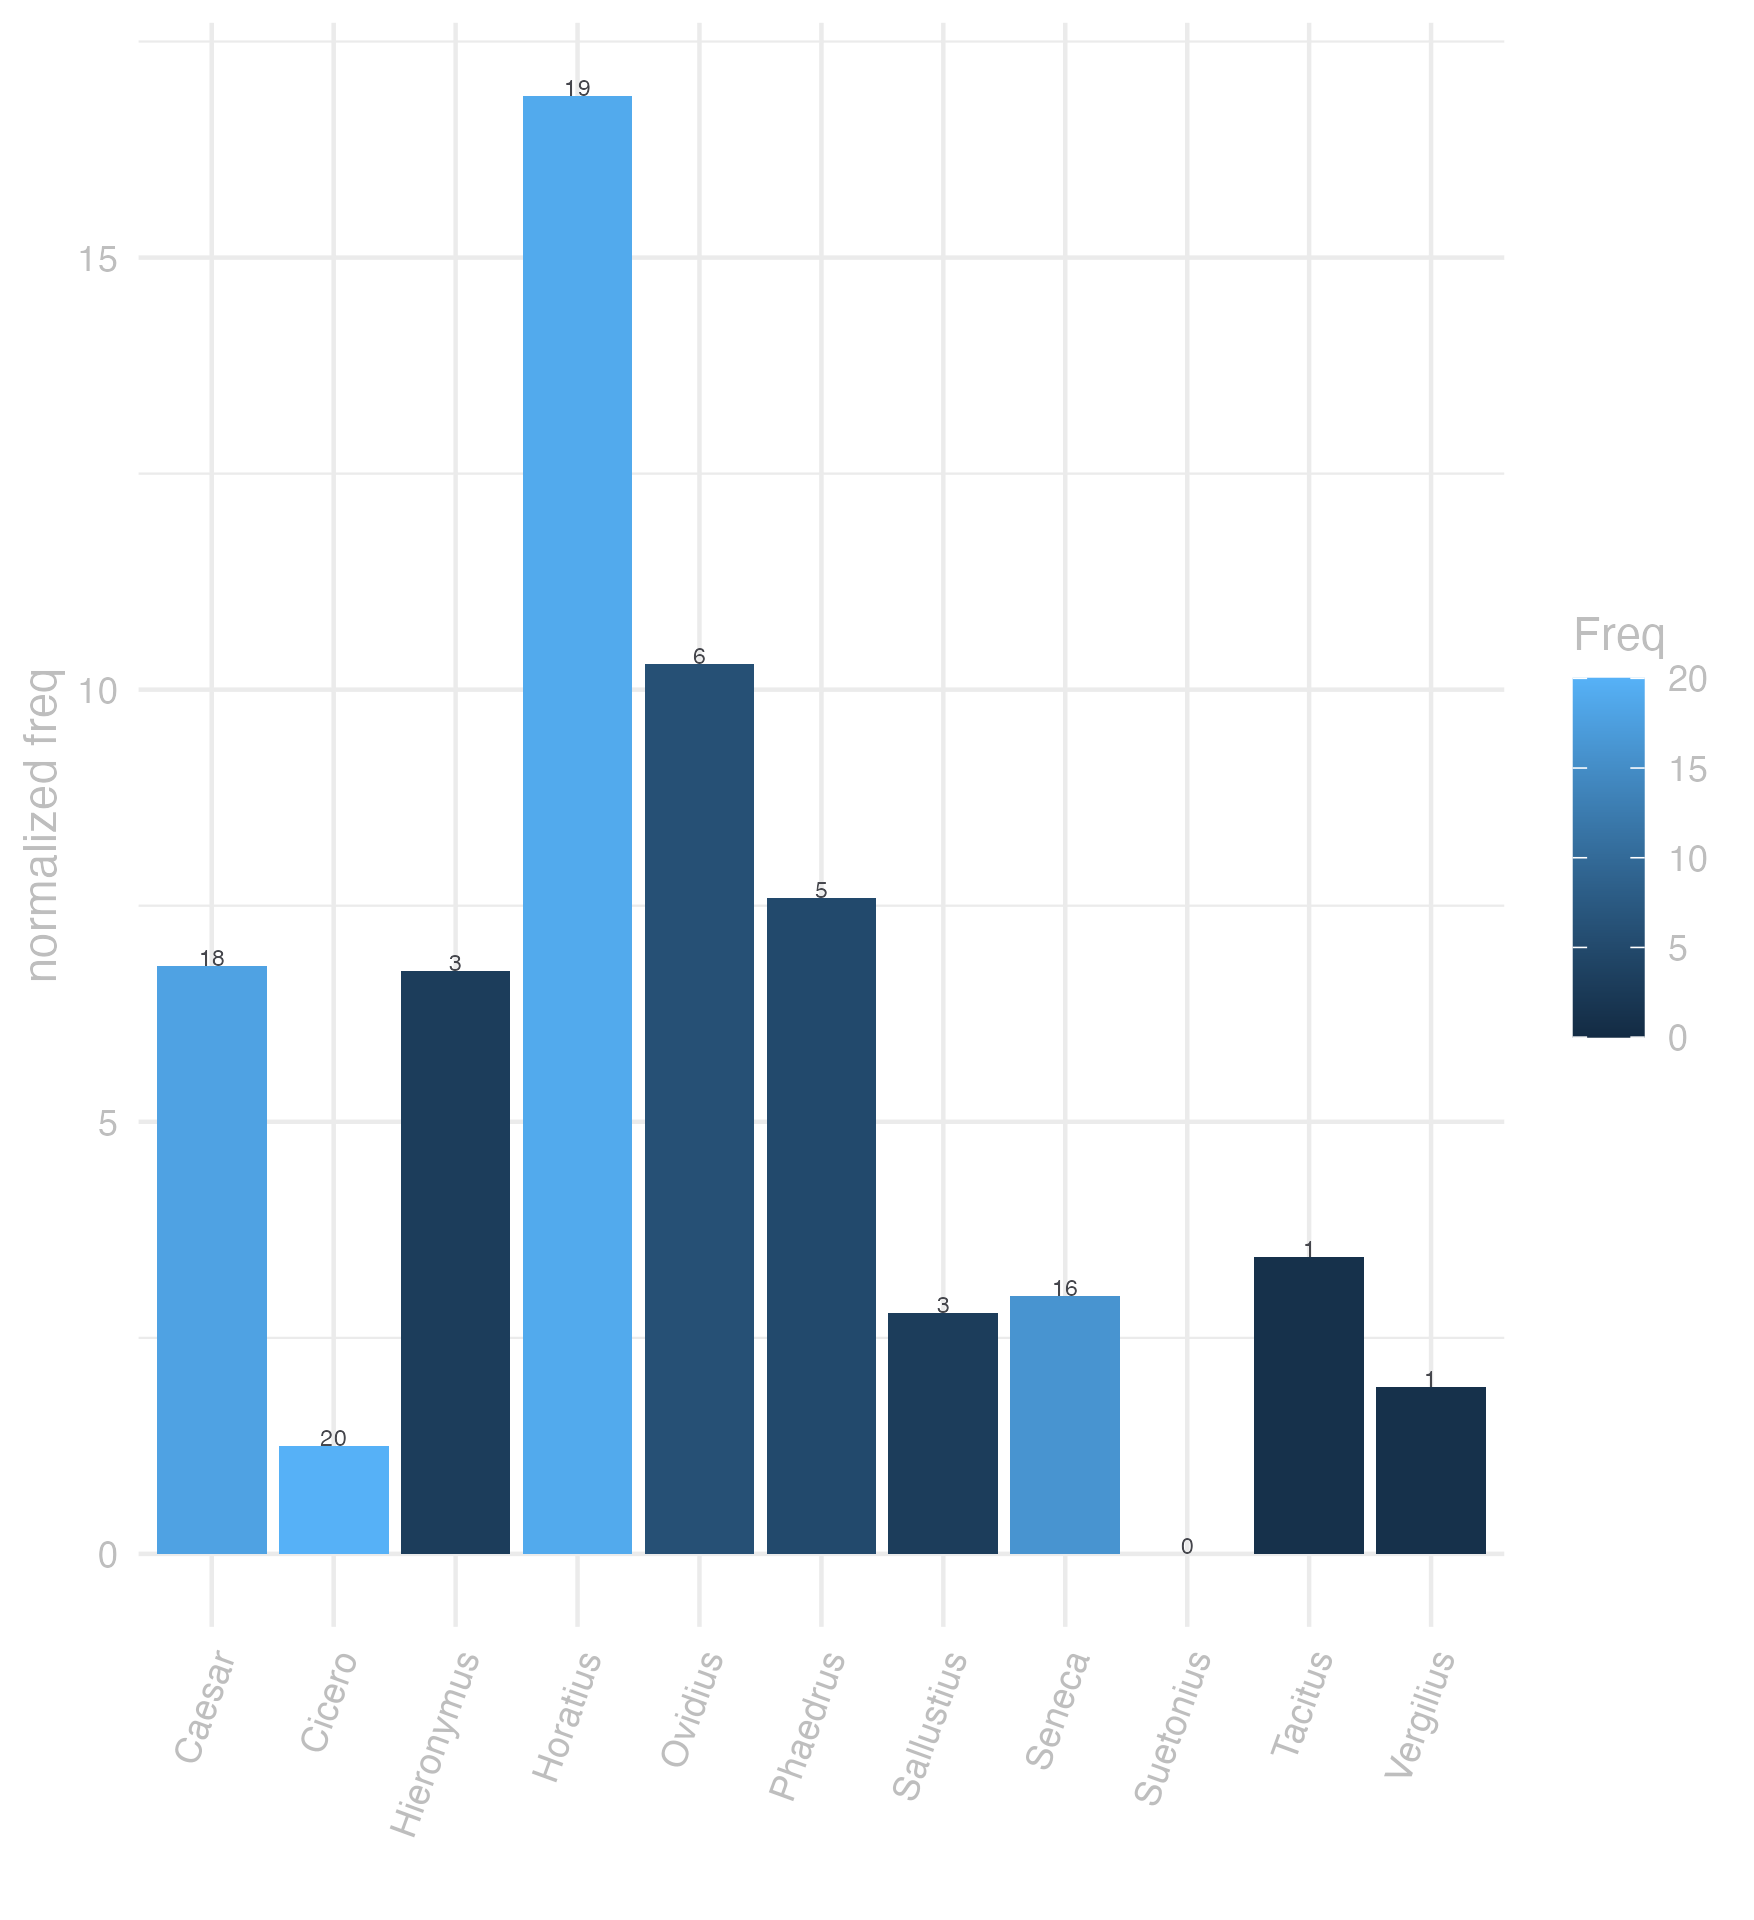 19
15
6
10
5
18
3
1
16
3
1
5
20
0
0
normalized freq
Freq
20
15
10
5
0
Caesar
Cicero
Hieronymus
Horatius
Ovidius
Phaedrus
Sallustius
Seneca
Suetonius
Tacitus
Vergilius